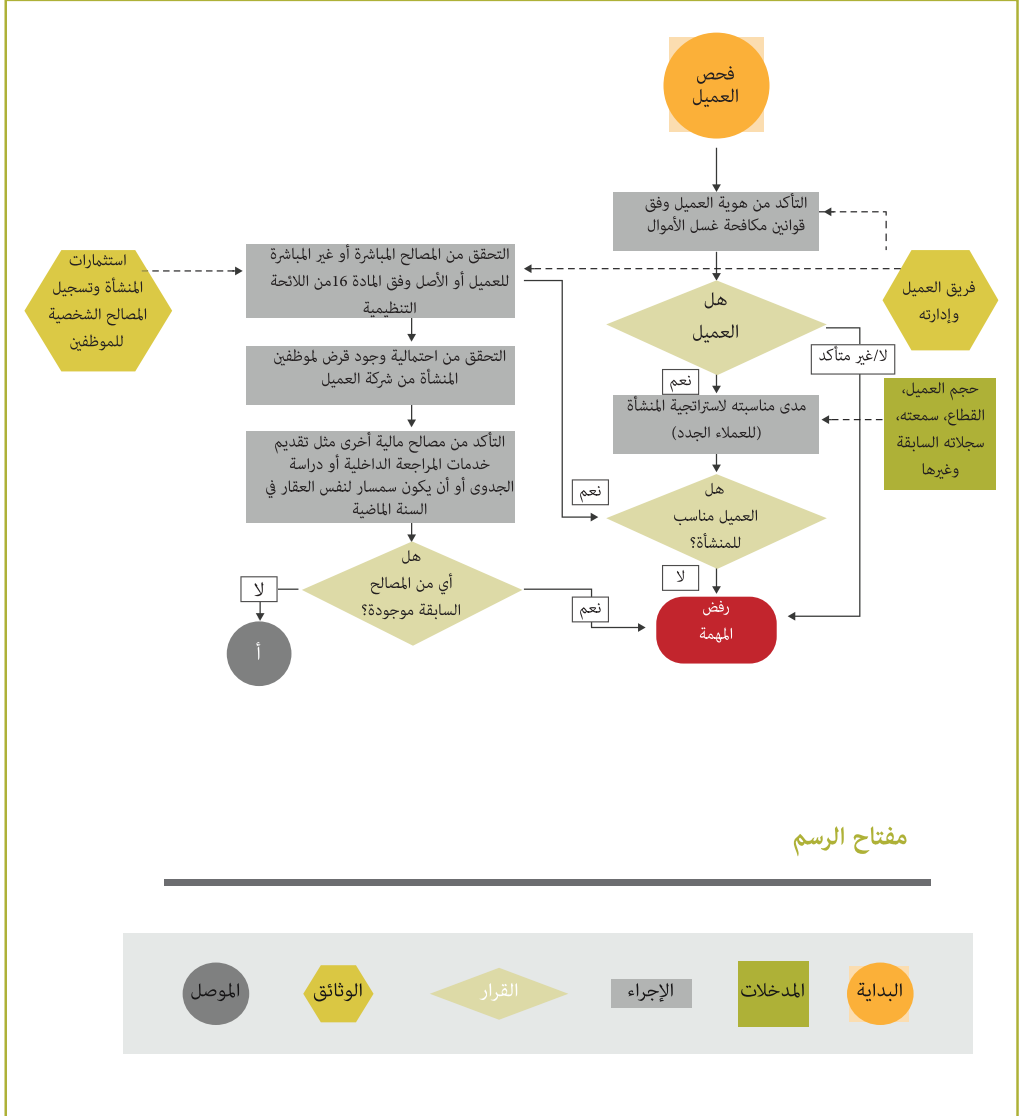 فحص
العميل
التأكد من هوية العميل وفق
قوانين مكافحة غسل الأموال
فريق العميل
وإدارته
هل
العميل
لا/غير متأكد
نعم
حجم العميل،
القطاع، سمعته،
سجلاته السابقة
وغيرها
مدى مناسبته لاستراتجية المنشأة
(للعملاء الجدد)
هل
العميل مناسب
للمنشأة؟
نعم
لا
رفض
المهمة
استثمارات
المنشأة وتسجيل
المصالح الشخصية
للموظفين
التحقق من المصالح المباشرة أو غير المباشرة
للعميل أو الأصل وفق المادة 16من اللائحة
التنظيمية
التحقق من احتمالية وجود قرض لموظفين
المنشأة من شركة العميل
التأكد من مصالح مالية أخرى مثل تقديم
خدمات المراجعة الداخلية أو دراسة
الجدوى أو أن يكون سمسار لنفس العقار في
السنة الماضية
هل
أي من المصالح
السابقة موجودة؟
نعم
لا
أ
مفتاح الرسم
البداية
المدخلات
الإجراء
القرار
الوثائق
الموصل